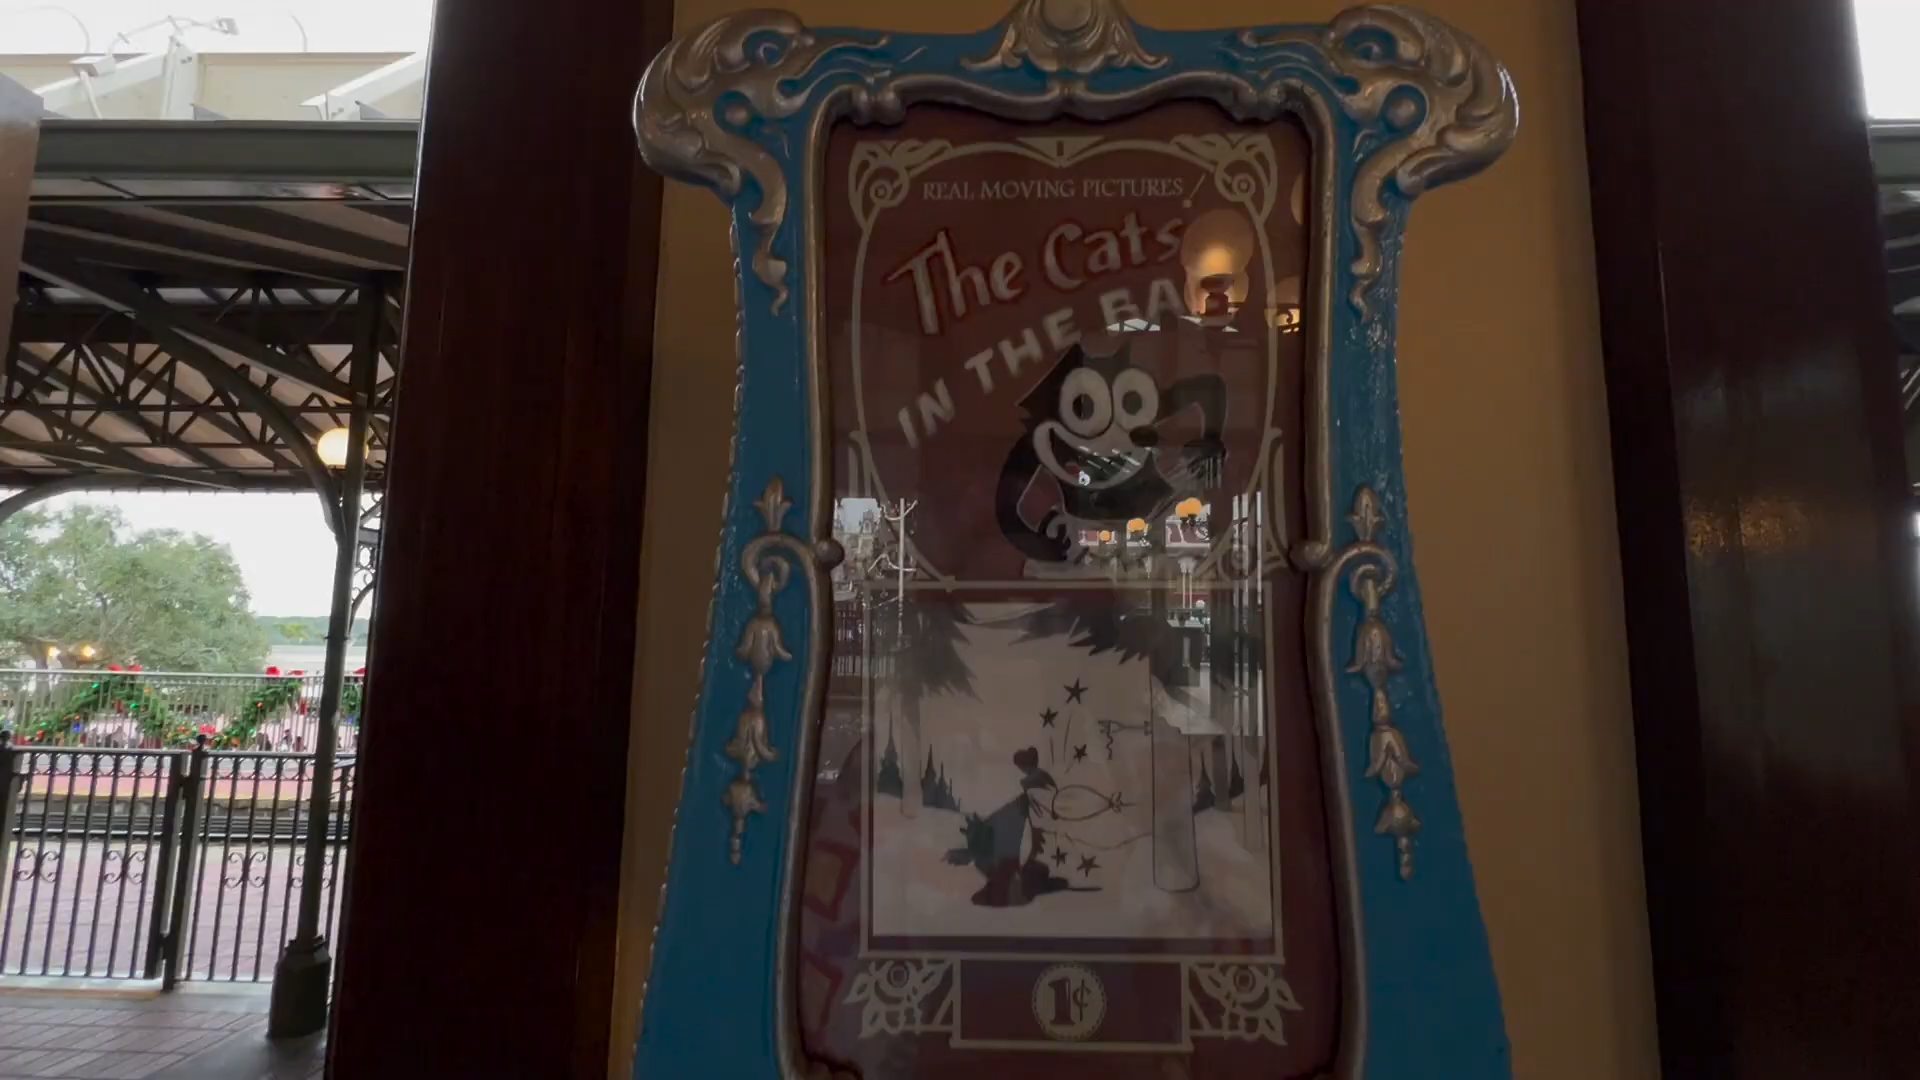 REAL MOVING PICTURES!
The Cats
IN THE
1¢